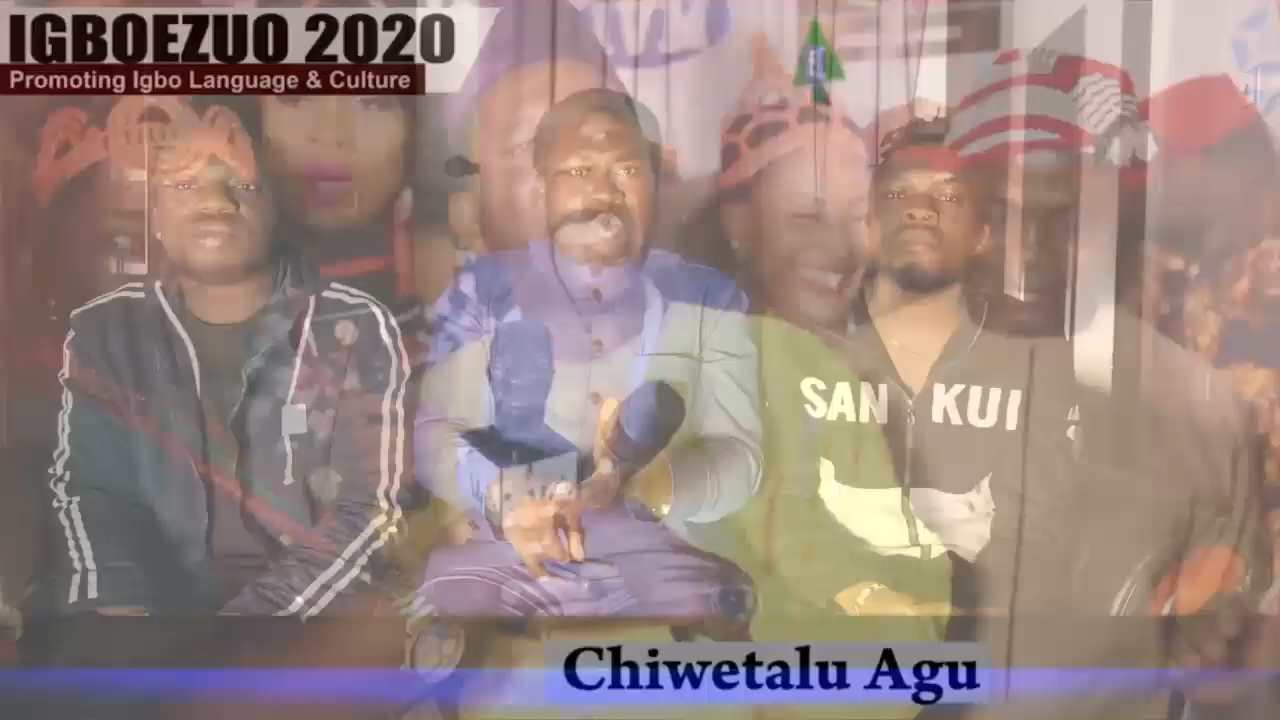 IGBOEZUO 2020
Promoting Igbo Language & Culture
SAN KUI
Chiwetalu Agu